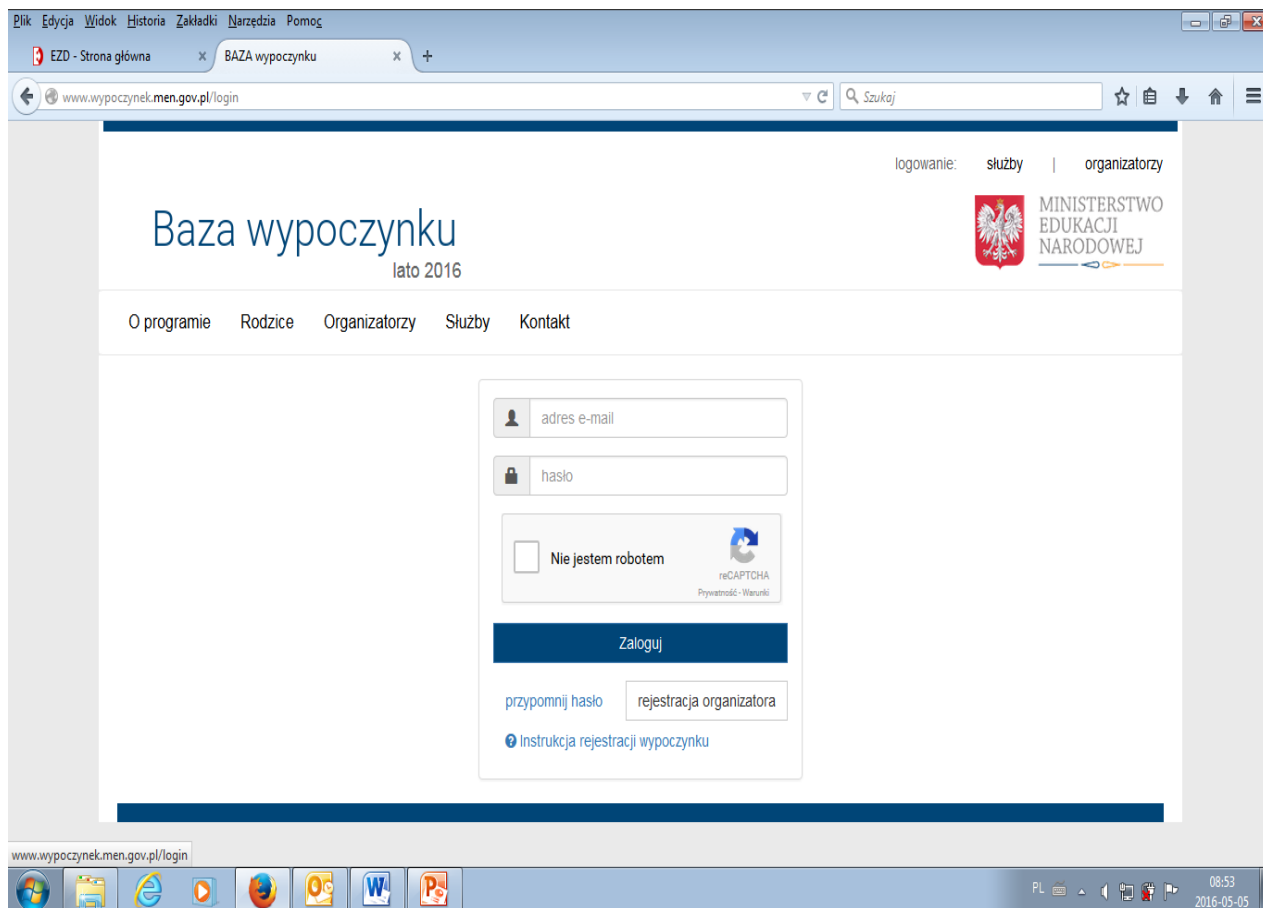 Plik Edycja Widok Historia Zakładki Narzędzia Pomoc
EZD - Strona główna
BAZA wypoczynku
www.wypoczynek.men.gov.pl/login
Szukaj
logowanie: służby | organizatorzy
Baza wypoczynku
lato 2016
MINISTERSTWO
EDUKACJI
NARODOWEJ
O programie Rodzice Organizatorzy Służby Kontakt
adres e-mail
hasło
Nie jestem robotem
reCAPTCHA
Prywatność - Warunki
Zaloguj
przypomnij hasło rejestracja organizatora
Instrukcja rejestracji wypoczynku
www.wypoczynek.men.gov.pl/login
PL
08:53
2016-05-05